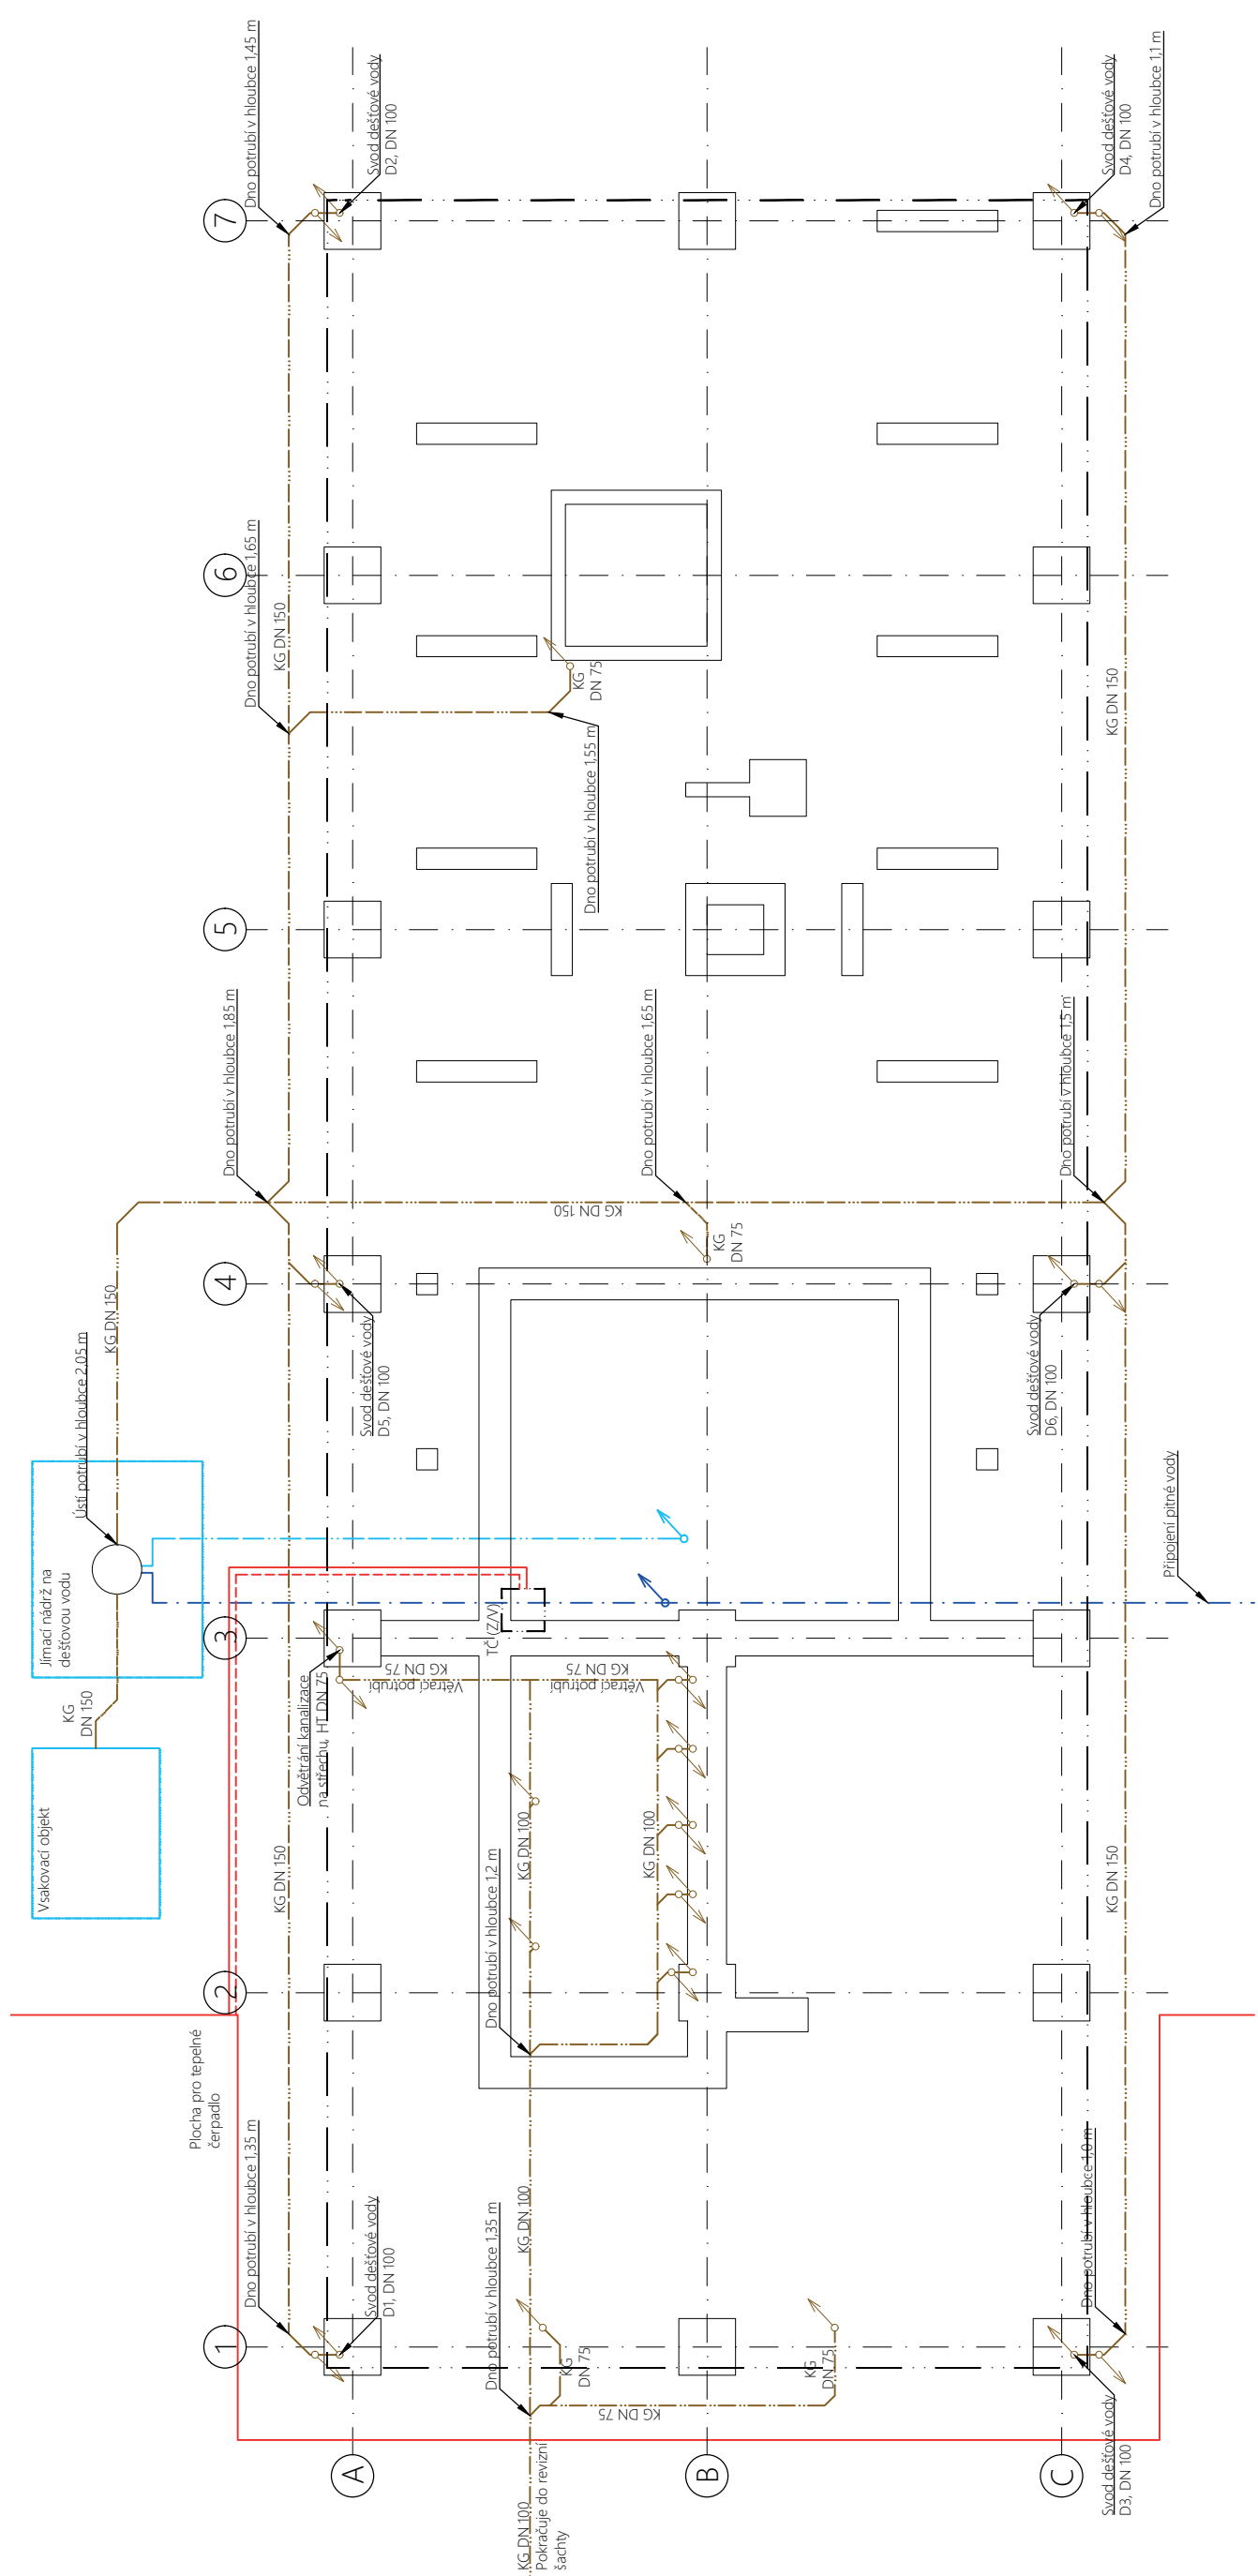 Dno potrubí v hloubce 1,45 m
Svod dešťové vody
D2, DN 100
Svod dešťové vody
D4, DN 100
Dno potrubí v hloubce 1,1 m
7
Dno potrubí v hloubce 1,65 m
KG DN 150
6
KG
DN 75
Dno potrubí v hloubce 1,55 m
KG DN 150
5
Dno potrubí v hloubce 1,85 m
Dno potrubí v hloubce 1,65 m
Dno potrubí v hloubce 1,5 m
KG DN 150
KG
DN 75
4
KG DN 150
Ústí potrubí v hloubce 2,05 m
Svod dešťové vody
D5, DN 100
Svod dešťové vody
D6, DN 100
Jímací nádrž na
dešťovou vodu
Připojení pitné vody
TČ (Z/V)
3
KG DN 75
Větrací potrubí
KG DN 75
Větrací potrubí
KG
DN 150
Odvětrání kanalizace
na střechu, HT DN 75
Vsakovací objekt
KG DN 150
KG DN 100
KG DN 100
KG DN 150
Dno potrubí v hloubce 1,2 m
2
Plocha pro tepelné
čerpadlo
Dno potrubí v hloubce 1,35 m
Svod dešťové vody
D1, DN 100
KG DN 100
Dno potrubí v hloubce 1,35 m
Dno potrubí v hloubce 1,0 m
1
KG
DN 75
KG
DN 75
KG DN 75
A
B
C
KG DN 100
Pokračuje do revizní
šachty
Svod dešťové vody
D3, DN 100